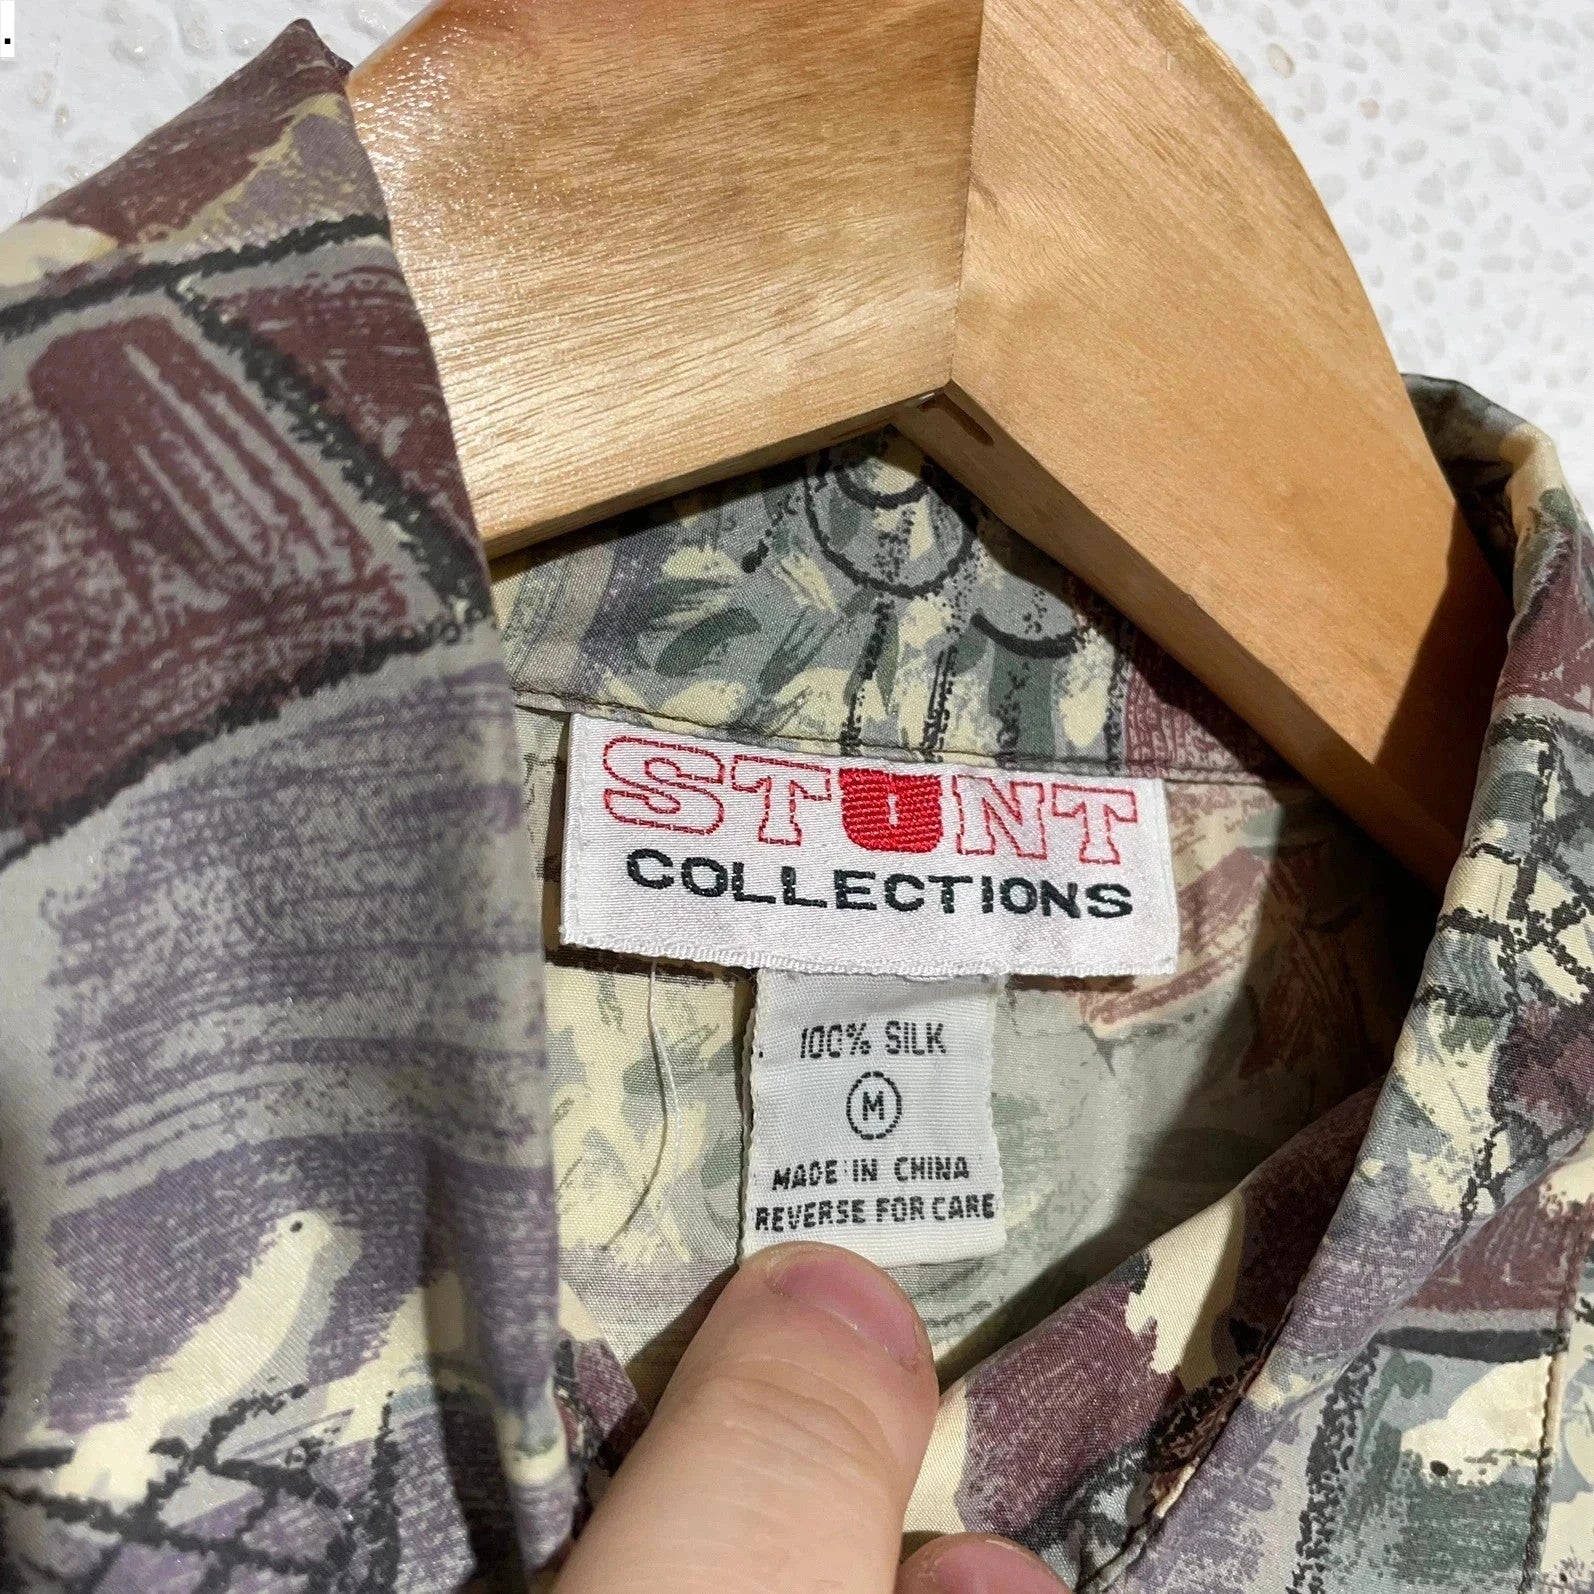 .
STUNT
COLLECTIONS
100% SILK
M
MADE IN CHINA
REVERSE FOR CARE